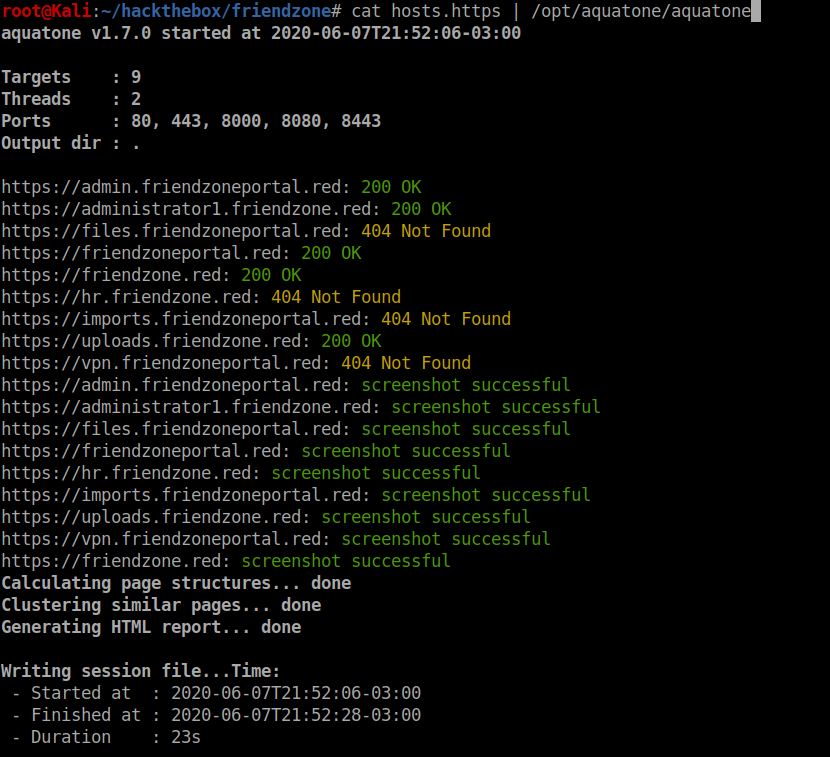 root@Kali:~/hackthebox/friendzone# cat hosts.https | /opt/aquatone/aquatone
aquatone v1.7.0 started at 2020-06-07T21:52:06-03:00
Targets    : 9
Threads    : 2
Ports      : 80, 443, 8000, 8080, 8443
Output dir : .
https://admin.friendzoneportal.red: 200 OK
https://administrator1.friendzone.red: 200 OK
https://files.friendzoneportal.red: 404 Not Found
https://friendzoneportal.red: 200 OK
https://friendzone.red: 200 OK
https://hr.friendzone.red: 404 Not Found
https://imports.friendzoneportal.red: 404 Not Found
https://uploads.friendzone.red: 200 OK
https://vpn.friendzoneportal.red: 404 Not Found
https://admin.friendzoneportal.red: screenshot successful
https://administrator1.friendzone.red: screenshot successful
https://files.friendzoneportal.red: screenshot successful
https://friendzoneportal.red: screenshot successful
https://hr.friendzone.red: screenshot successful
https://imports.friendzoneportal.red: screenshot successful
https://uploads.friendzone.red: screenshot successful
https://vpn.friendzoneportal.red: screenshot successful
https://friendzone.red: screenshot successful
Calculating page structures... done
Clustering similar pages... done
Generating HTML report... done
Writing session file...Time:
 - Started at  : 2020-06-07T21:52:06-03:00
 - Finished at : 2020-06-07T21:52:28-03:00
 - Duration    : 23s